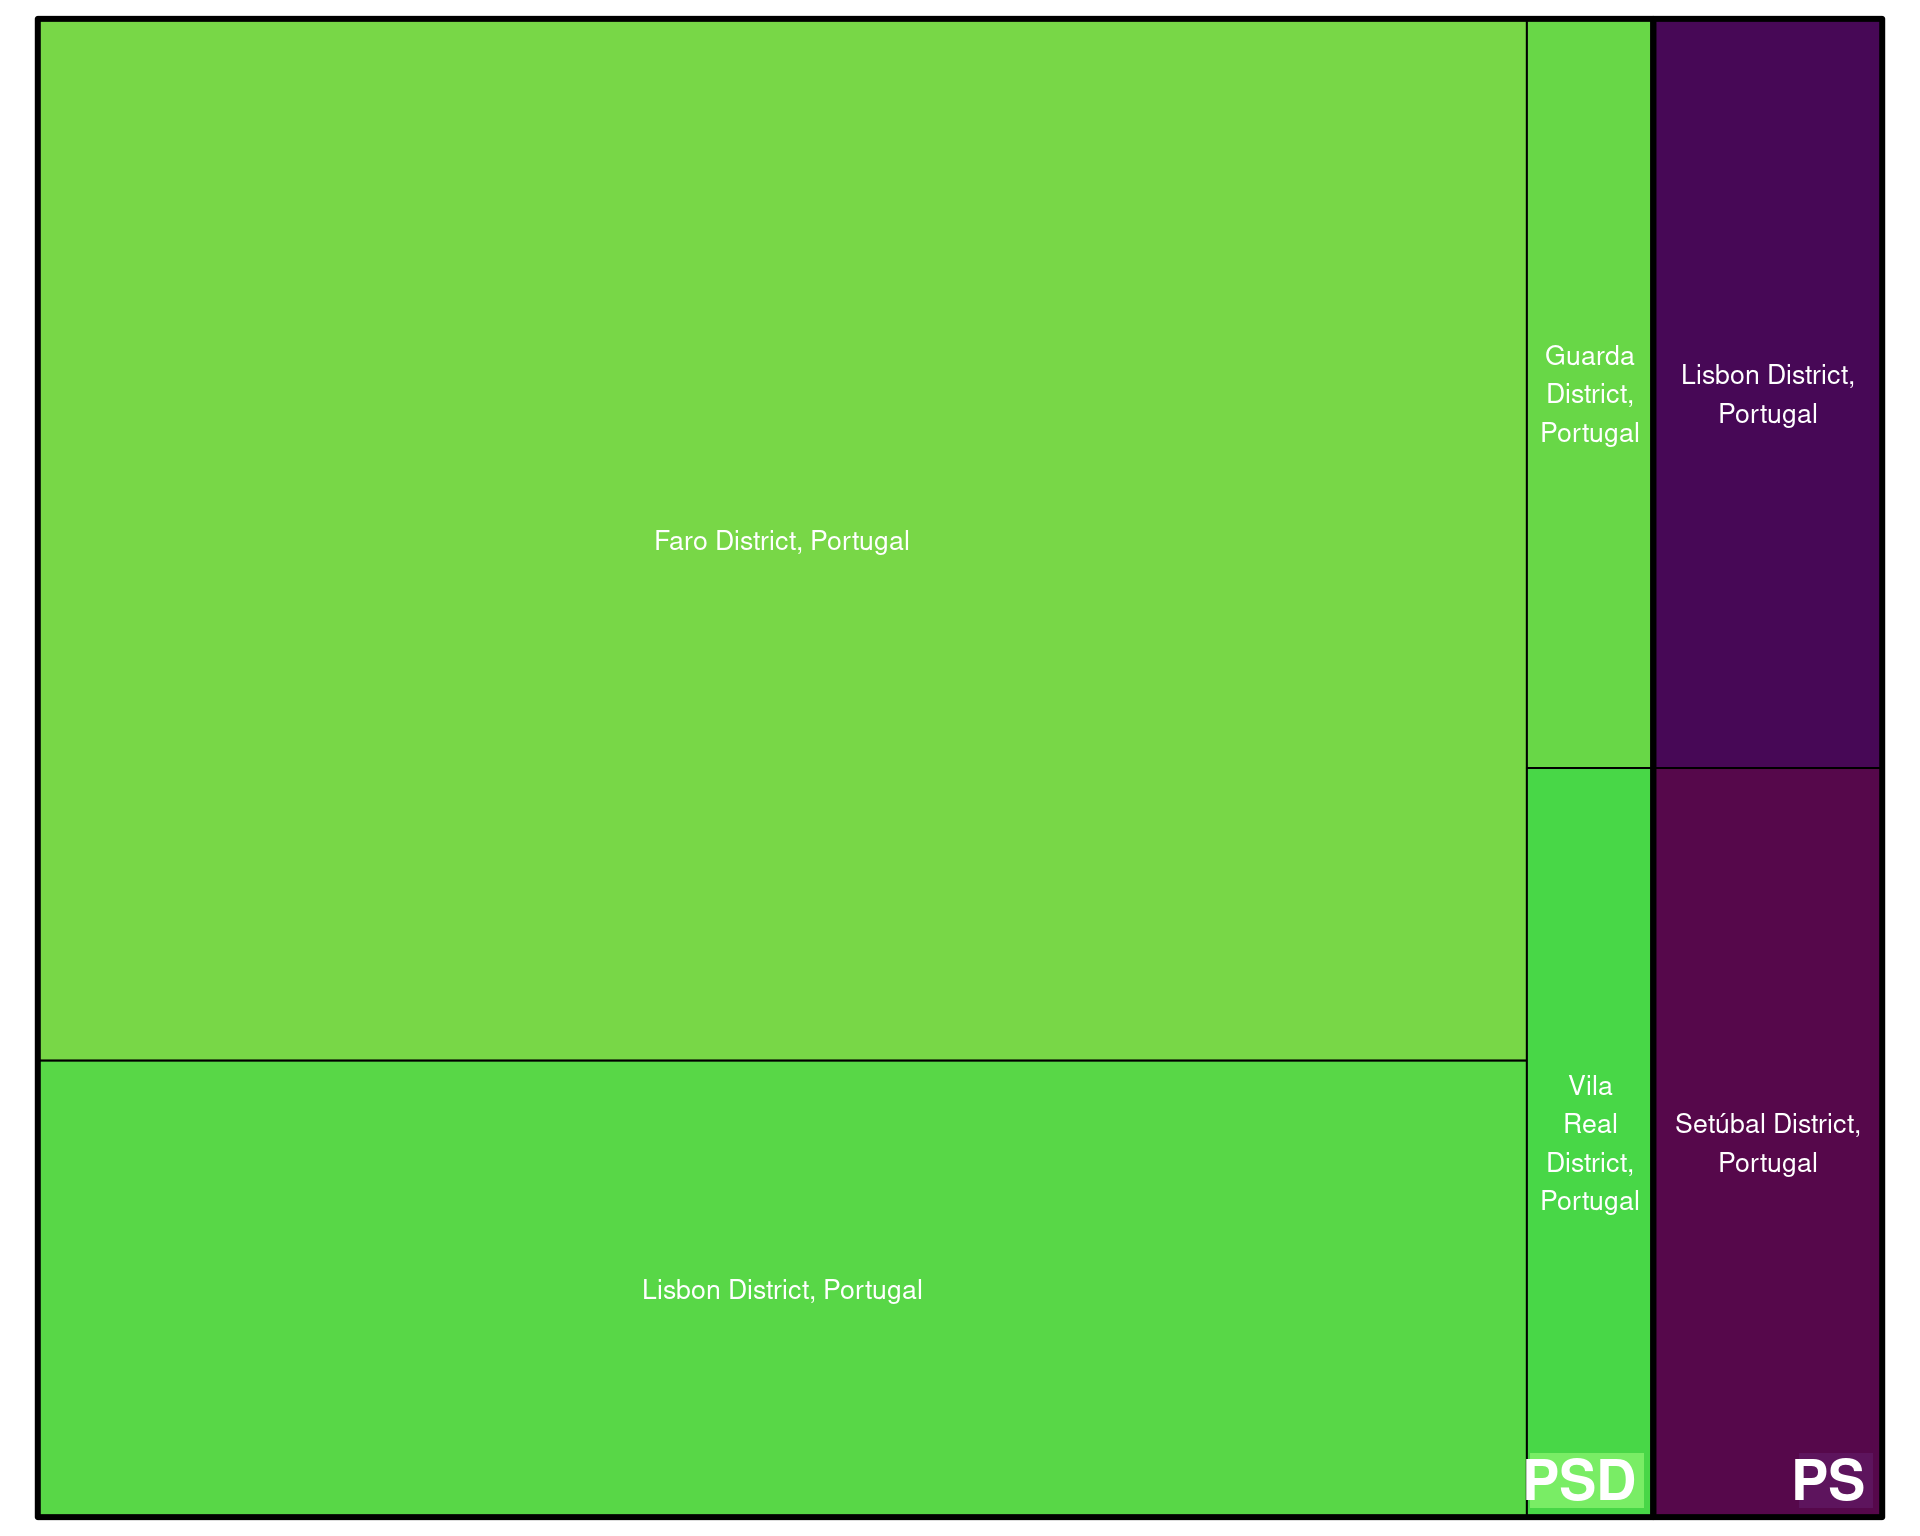 Faro District, Portugal
Lisbon District, Portugal
Guarda
District,
Portugal
Vila
Real
District,
Portugal
PSD
Lisbon District,
Portugal
Setúbal District,
Portugal
PS